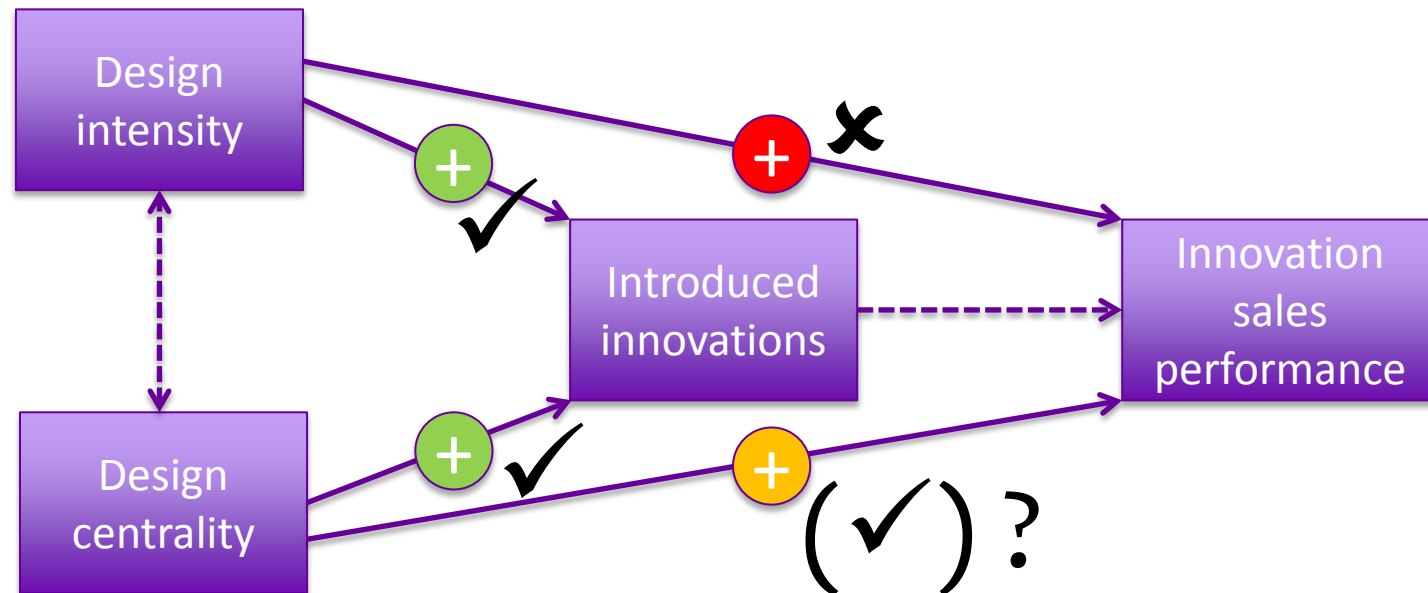 Design
intensity
+
✘
+
✓
Introduced
innovations
Innovation
sales
performance
Design
centrality
+
✓
+
(✓) ?